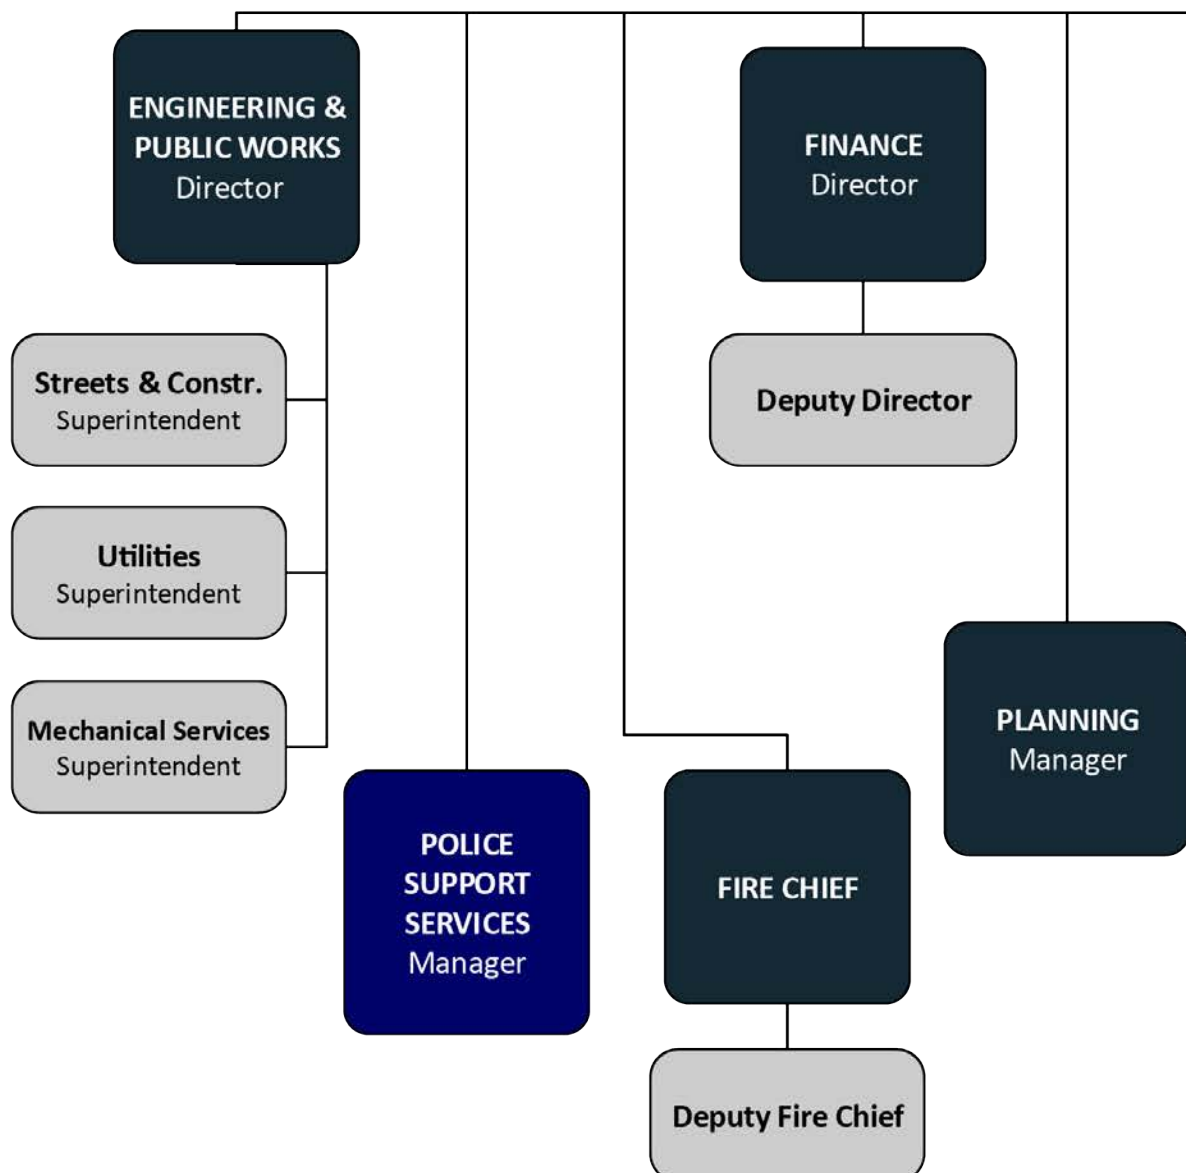 ENGINEERING &
PUBLIC WORKS
Director
FINANCE
Director
Streets & Constr.
Superintendent
Deputy Director
Utilities
Superintendent
Mechanical Services
Superintendent
PLANNING
Manager
POLICE
SUPPORT
SERVICES
Manager
FIRE CHIEF
Deputy Fire Chief